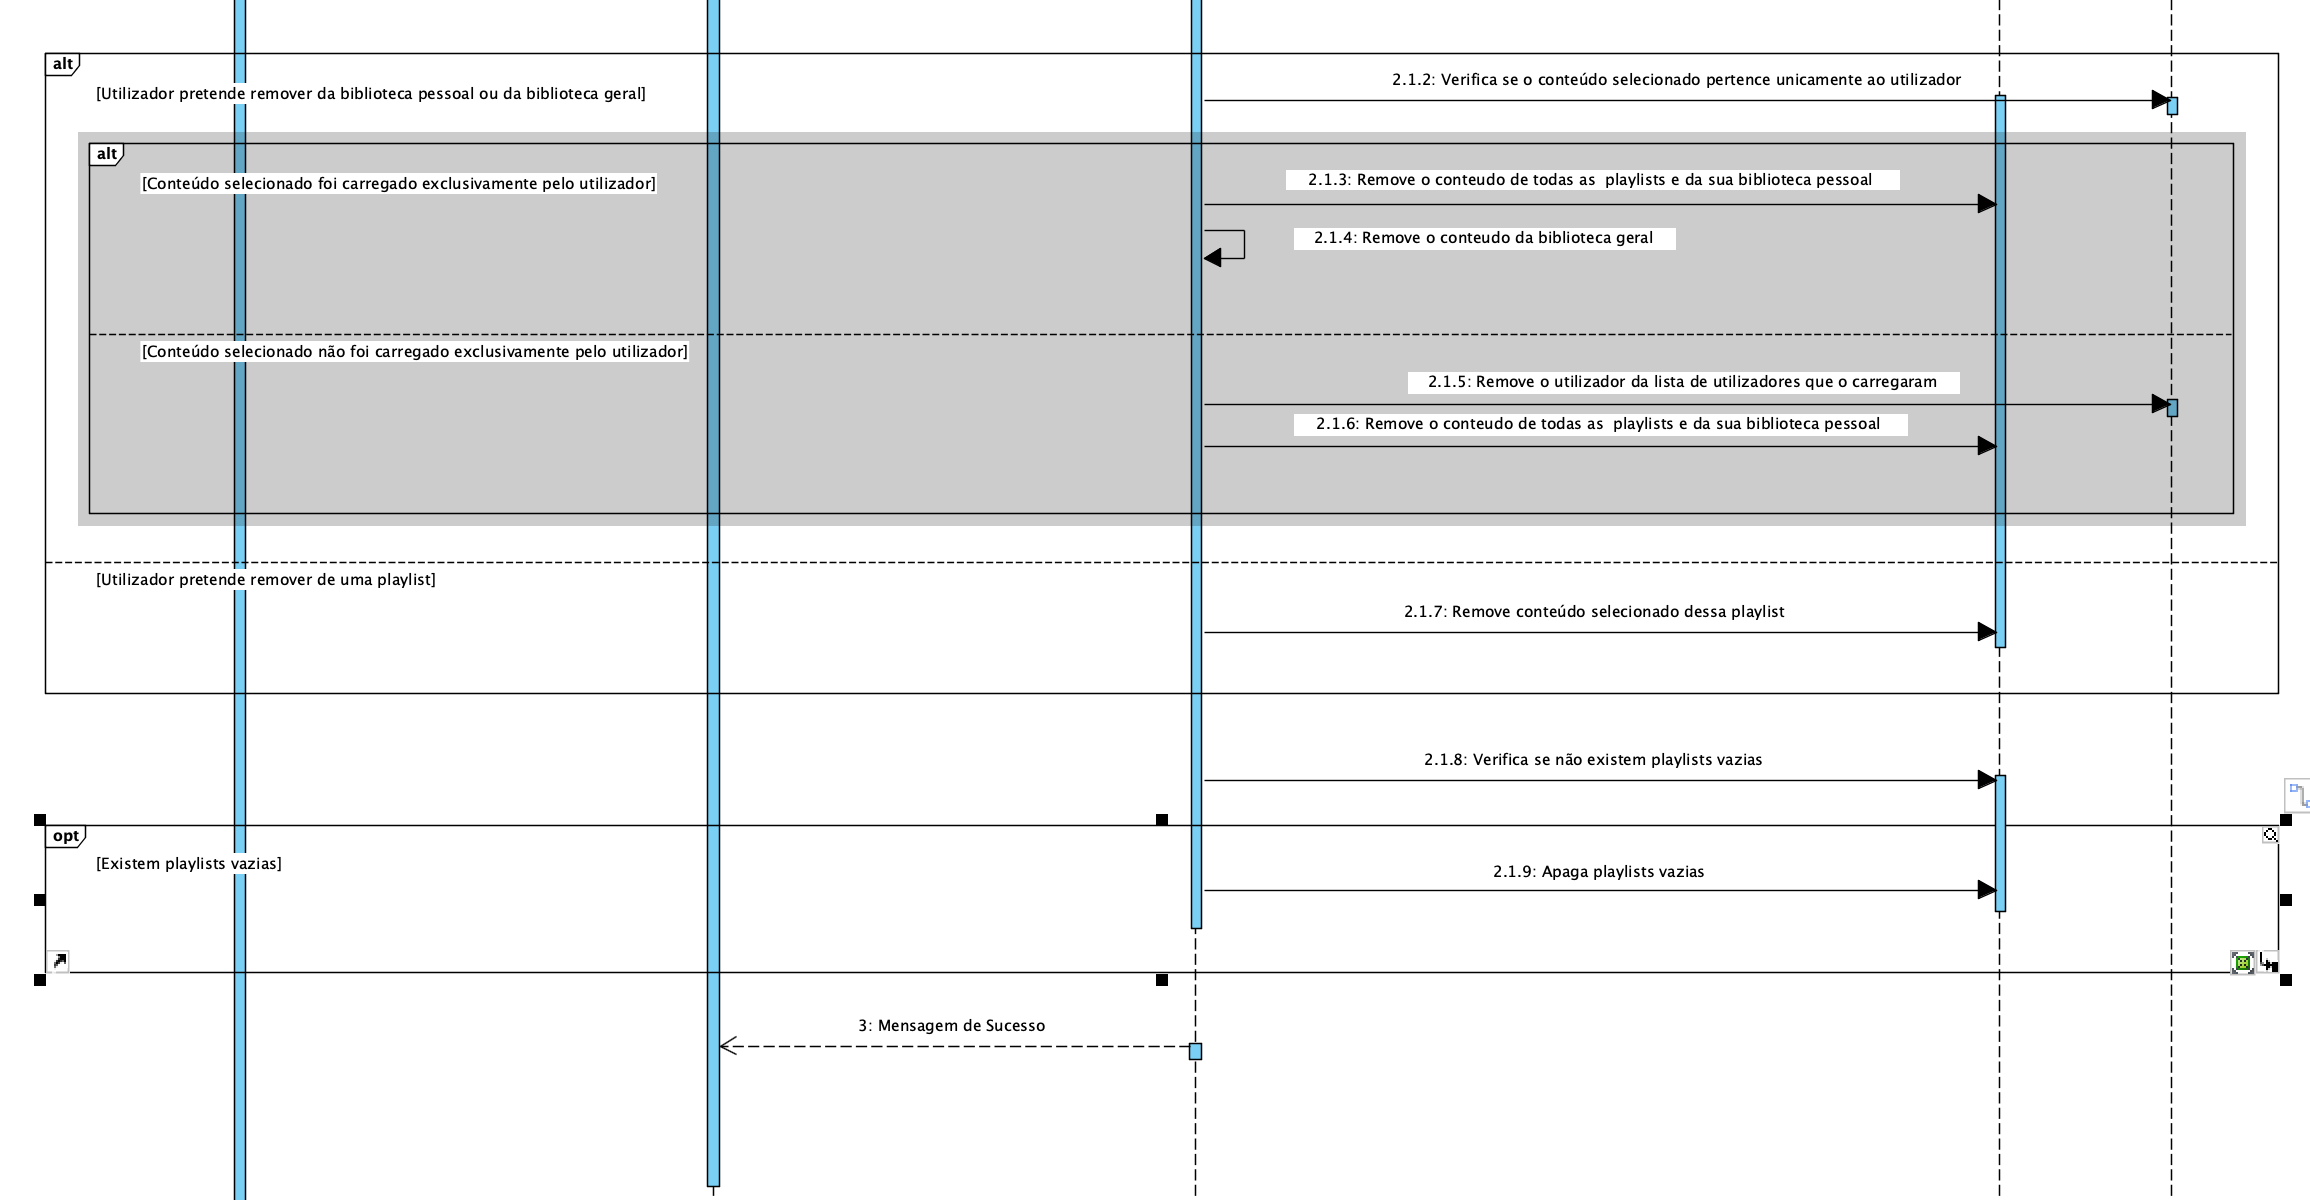 alt
2.1.2: Verifica se o conteúdo selecionado pertence unicamente ao utilizador
[Utilizador pretende remover da biblioteca pessoal ou da biblioteca geral]
alt
2.1.3: Remove o conteudo de todas as  playlists e da sua biblioteca pessoal
[Conteúdo selecionado foi carregado exclusivamente pelo utilizador]
2.1.4: Remove o conteudo da biblioteca geral
[Conteúdo selecionado não foi carregado exclusivamente pelo utilizador]
2.1.5: Remove o utilizador da lista de utilizadores que o carregaram
2.1.6: Remove o conteudo de todas as  playlists e da sua biblioteca pessoal
[Utilizador pretende remover de uma playlist]
2.1.7: Remove conteúdo selecionado dessa playlist
2.1.8: Verifica se não existem playlists vazias
opt
[Existem playlists vazias]
2.1.9: Apaga playlists vazias
3: Mensagem de Sucesso